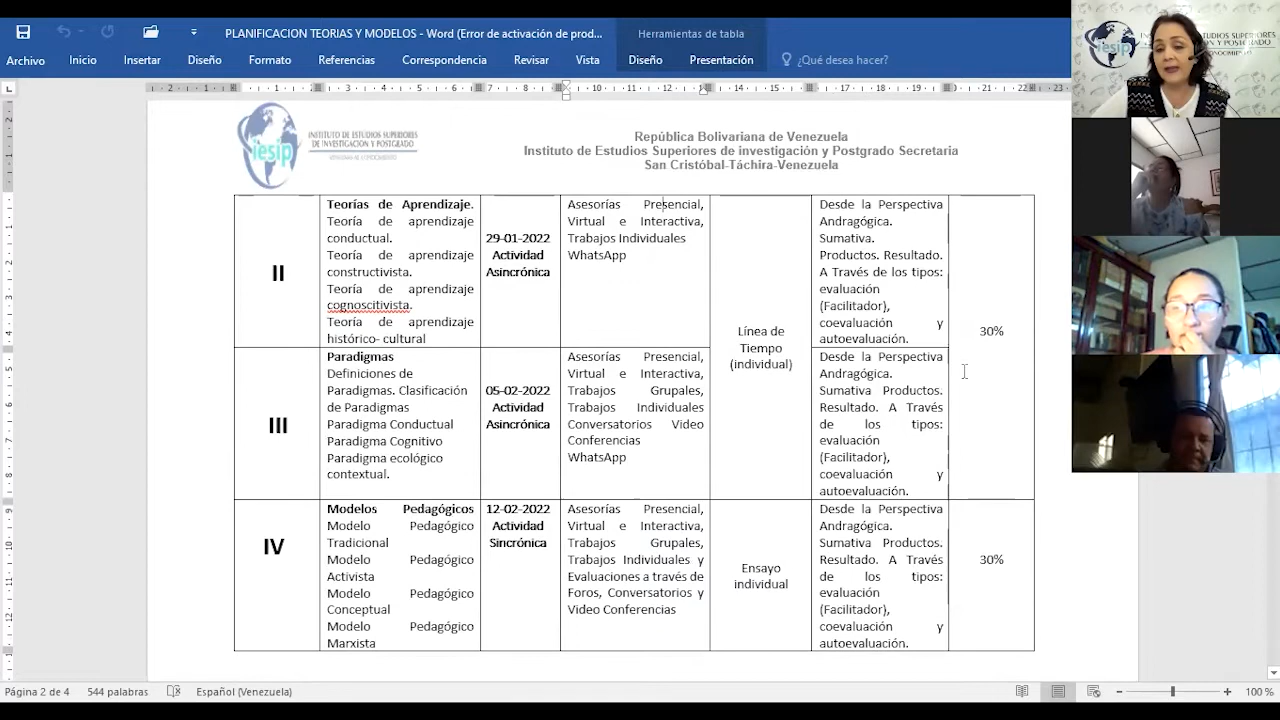 PLANIFICACION TEORIAS Y MODELOS - Word (Error de activación de prod...
Herramientas de tabla
Archivo
Inicio
Insertar
Diseño
Formato
Referencias
Correspondencia
Revisar
Vista
Diseño
Presentación
¿Qué desea hacer?
iesip
INSTITUTO DE ESTUDIOS SUPERIORES
DE INVESTIGACIÓN Y POSTGRADO
República Bolivariana de Venezuela
Instituto de Estudios Superiores de investigación y Postgrado Secretaria
San Cristóbal-Táchira-Venezuela
II
Teorías de Aprendizaje.
Teoría de aprendizaje
conductual.
Teoría de aprendizaje
constructivista.
Teoría de aprendizaje
cognoscitivista.
Teoría de aprendizaje
histórico- cultural
29-01-2022
Actividad
Asincrónica
Asesorías Presencial,
Virtual e Interactiva,
Trabajos Individuales
WhatsApp
Línea de
Tiempo
(individual)
Desde la Perspectiva
Andragógica.
Sumativa.
Productos. Resultado.
A Través de los tipos:
evaluación
(Facilitador),
coevaluación y
autoevaluación.
30%
III
Paradigmas
Definiciones de
Paradigmas. Clasificación
de Paradigmas
Paradigma Conductual
Paradigma Cognitivo
Paradigma ecológico
contextual.
05-02-2022
Actividad
Asincrónica
Asesorías Presencial,
Virtual e Interactiva,
Trabajos Grupales,
Trabajos Individuales
Conversatorios Video
Conferencias
WhatsApp
Desde la Perspectiva
Andragógica.
Sumativa Productos.
Resultado. A Través
de los tipos:
evaluación
(Facilitador),
coevaluación y
autoevaluación.
IV
Modelos Pedagógicos
Modelo Pedagógico
Tradicional
Modelo Pedagógico
Activista
Modelo Pedagógico
Conceptual
Modelo Pedagógico
Marxista
12-02-2022
Actividad
Sincrónica
Asesorías Presencial,
Virtual e Interactiva,
Trabajos Grupales,
Trabajos Individuales y
Evaluaciones a través de
Foros, Conversatorios y
Video Conferencias
Ensayo
individual
Desde la Perspectiva
Andragógica.
Sumativa Productos.
Resultado. A Través
de los tipos:
evaluación
(Facilitador),
coevaluación y
autoevaluación.
30%
Página 2 de 4
544 palabras
Español (Venezuela)
100 %